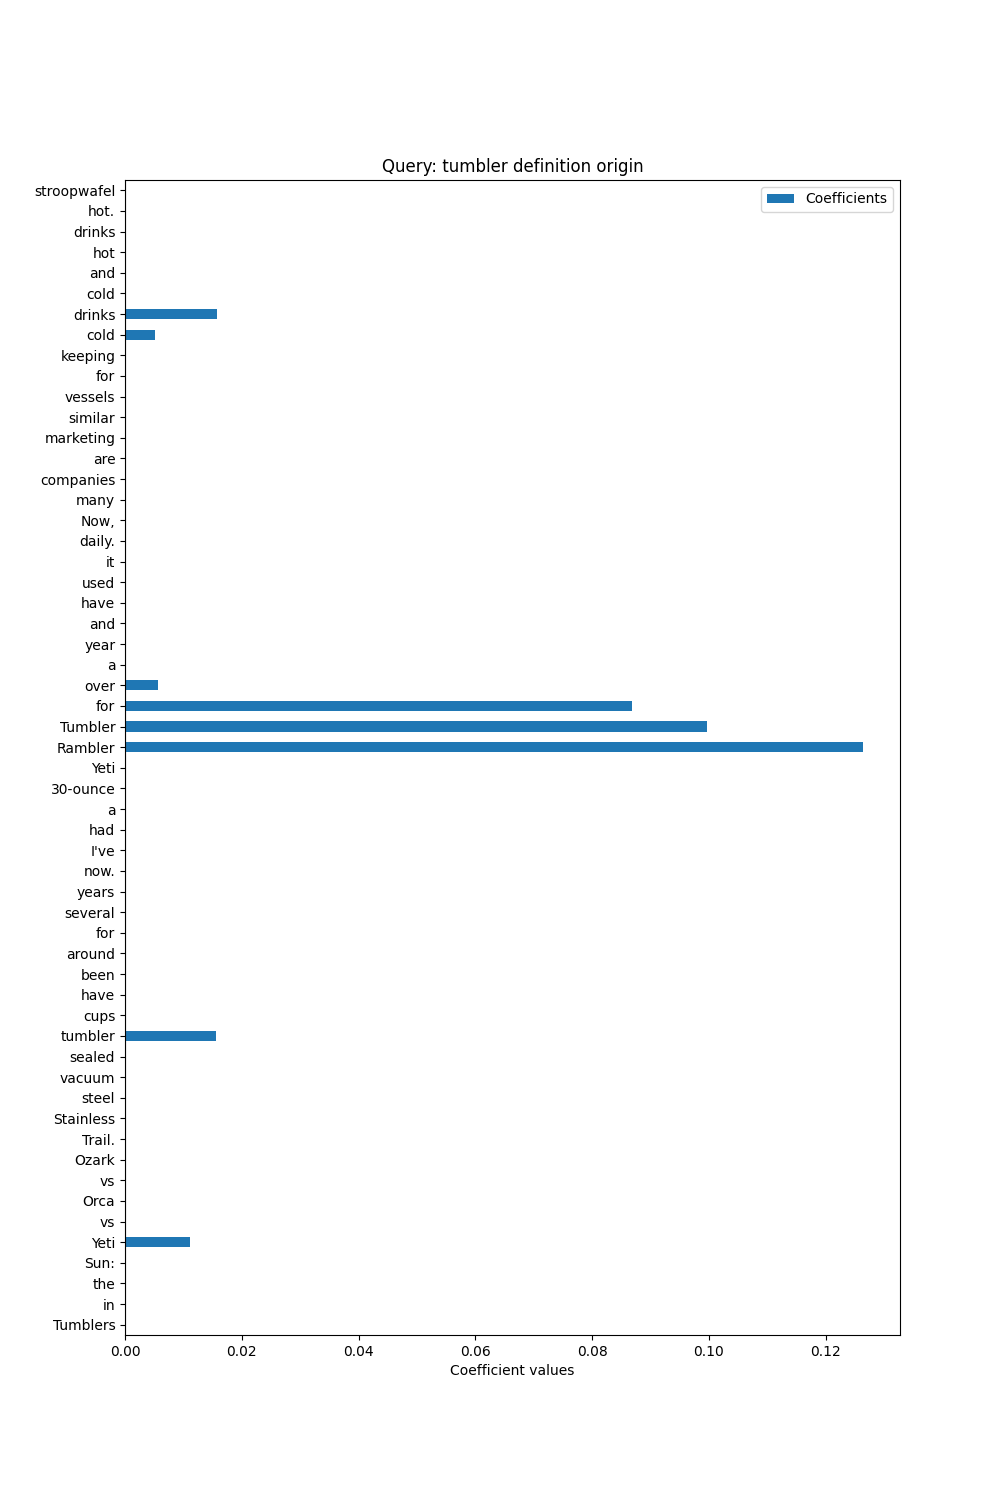 Query: tumbler definition origin
Coefficients
stroopwafel
hot.
drinks
hot
and
cold
drinks
cold
keeping
for
vessels
similar
marketing
are
companies
many
Now,
daily.
it
used
have
and
year
a
over
for
Tumbler
Rambler
Yeti
30-ounce
a
had
I've
now.
years
several
for
around
been
have
cups
tumbler
sealed
vacuum
steel
Stainless
Trail.
Ozark
vs
Orca
vs
Yeti
Sun:
the
in
Tumblers
0.00 0.02 0.04 0.06 0.08 0.10 0.12
Coefficient values